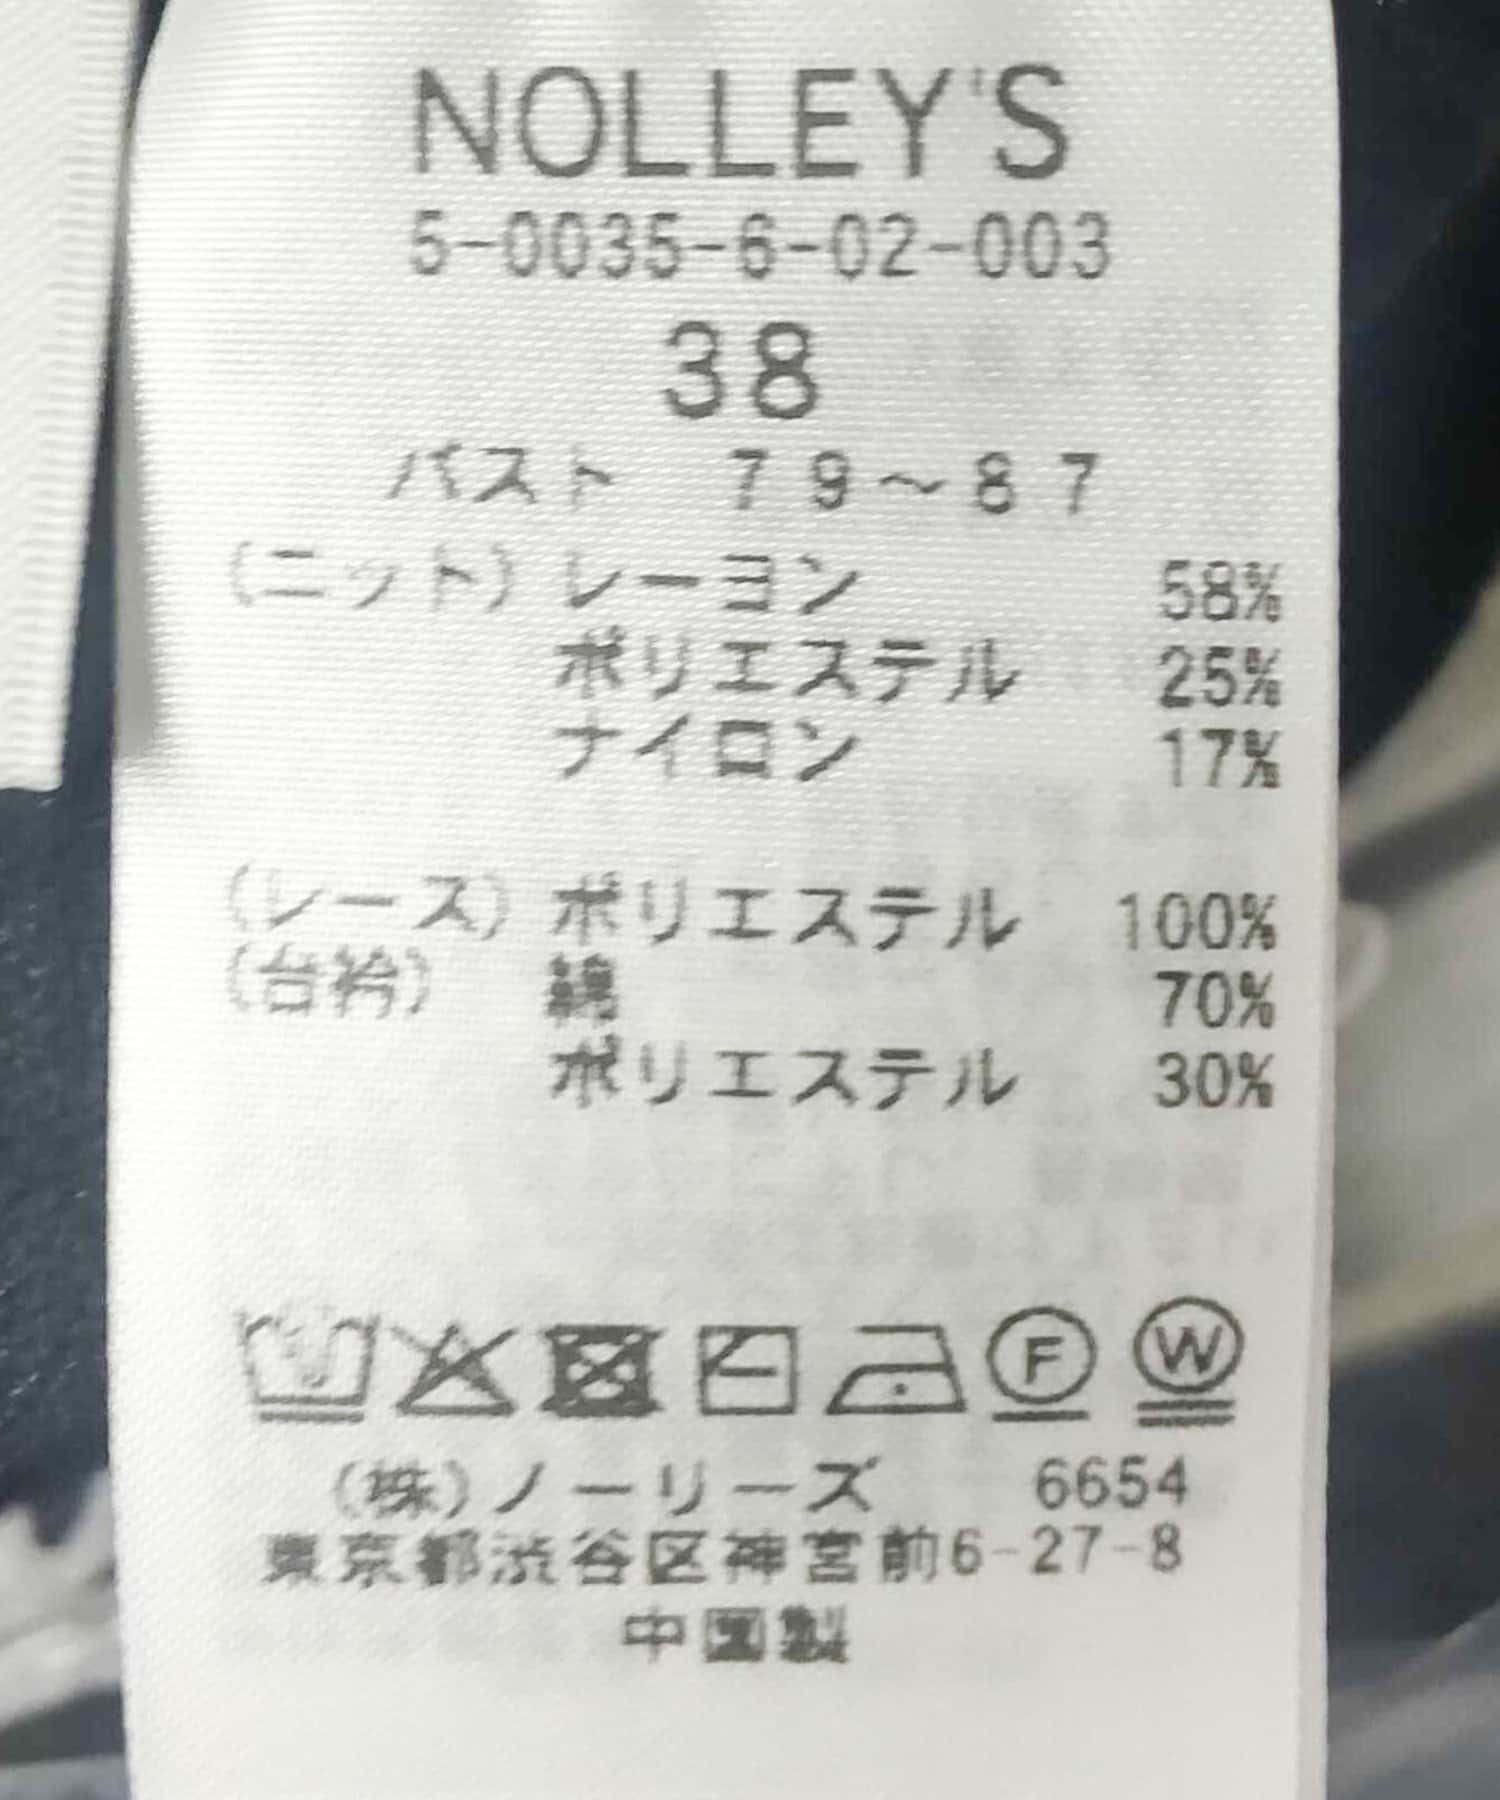 NOLLEY'S
5-0035-6-02-003
38
バスト 79〜87
(ニット) レーヨン 58%
ポリエステル 25%
ナイロン 17%
(レース) ポリエステル 100%
(台衿) 綿 70%
ポリエステル 30%
F W
(株)ノーリーズ 6654
東京都渋谷区神宮前6-27-8
中国製